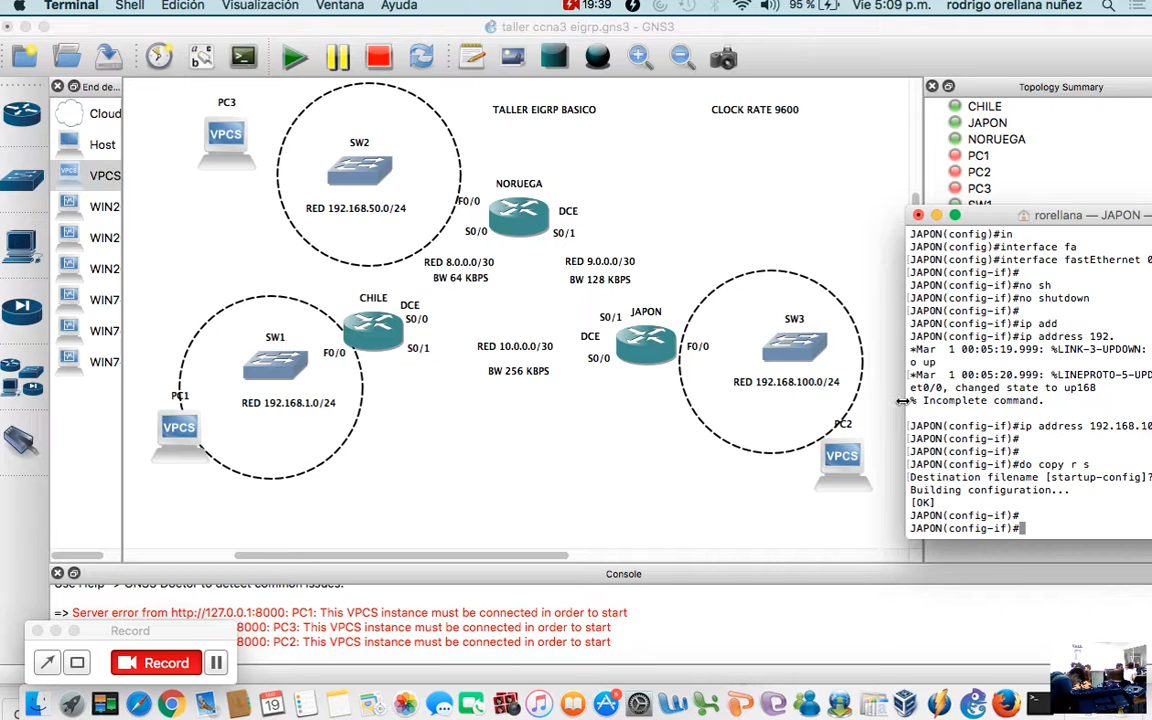 Terminal Shell Edición Visualización Ventana Ayuda 19:39 95 % Vie 5:09 p.m. rodrigo orellana nuñez
taller ccna3 eigrp.gns3 - GNS3
End de...
Cloud
Host
VPCS
WIN2
WIN2
WIN2
WIN7
WIN7
WIN7
TALLER EIGRP BASICO
CLOCK RATE 9600
PC3
VPCS
SW2
RED 192.168.50.0/24
NORUEGA
F0/0
DCE
S0/0
S0/1
RED 8.0.0.0/30
BW 64 KBPS
RED 9.0.0.0/30
BW 128 KBPS
CHILE
DCE
S0/0
F0/0
S0/1
SW1
RED 192.168.1.0/24
PC1
VPCS
RED 10.0.0.0/30
BW 256 KBPS
JAPON
S0/1
DCE
S0/0
F0/0
SW3
RED 192.168.100.0/24
PC2
VPCS
Topology Summary
CHILE
JAPON
NORUEGA
PC1
PC2
PC3
rorellana — JAPON —
JAPON(config)#in
JAPON(config)#interface fa
JAPON(config)#interface fastEthernet 0
JAPON(config-if)#
JAPON(config-if)#no sh
JAPON(config-if)#no shutdown
JAPON(config-if)#
JAPON(config-if)#ip add
JAPON(config-if)#ip address 192.
*Mar 1 00:05:19.999: %LINK-3-UPDOWN:
o up
*Mar 1 00:05:20.999: %LINEPROTO-5-UPD
et0/0, changed state to up168
% Incomplete command.
JAPON(config-if)#ip address 192.168.10
JAPON(config-if)#
JAPON(config-if)#
JAPON(config-if)#do copy r s
Destination filename [startup-config]?
Building configuration...
[OK]
JAPON(config-if)#
JAPON(config-if)#
Console
=> Server error from http://127.0.0.1:8000: PC1: This VPCS instance must be connected in order to start
8000: PC3: This VPCS instance must be connected in order to start
8000: PC2: This VPCS instance must be connected in order to start
Record
Record